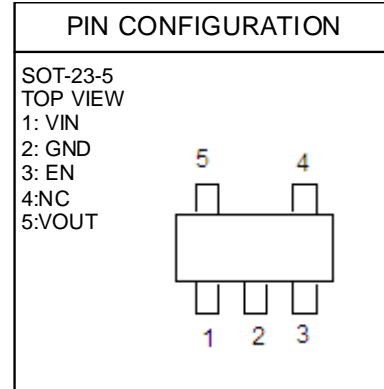 PIN CONFIGURATION
SOT-23-5
TOP VIEW
1: VIN
2: GND
3: EN
4:NC
5:VOUT
5 4
1 2 3